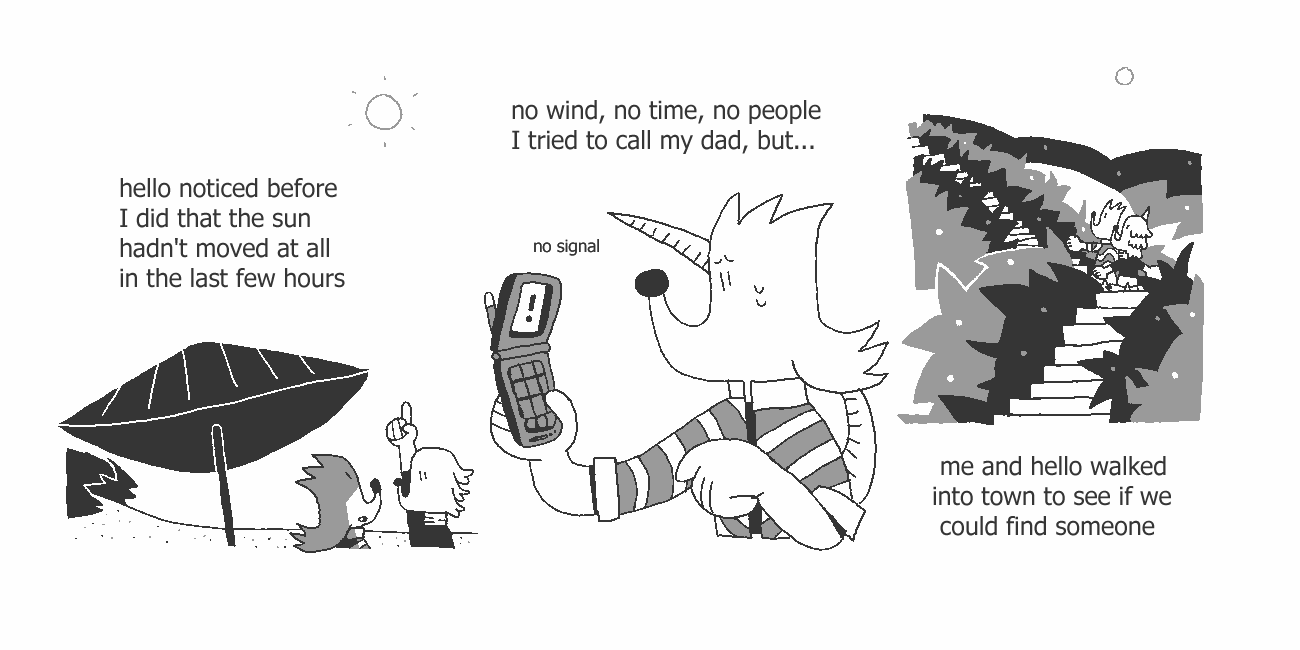 hello noticed before
I did that the sun
hadn't moved at all
in the last few hours
no wind, no time, no people
I tried to call my dad, but...
no signal
!
me and hello walked
into town to see if we
could find someone